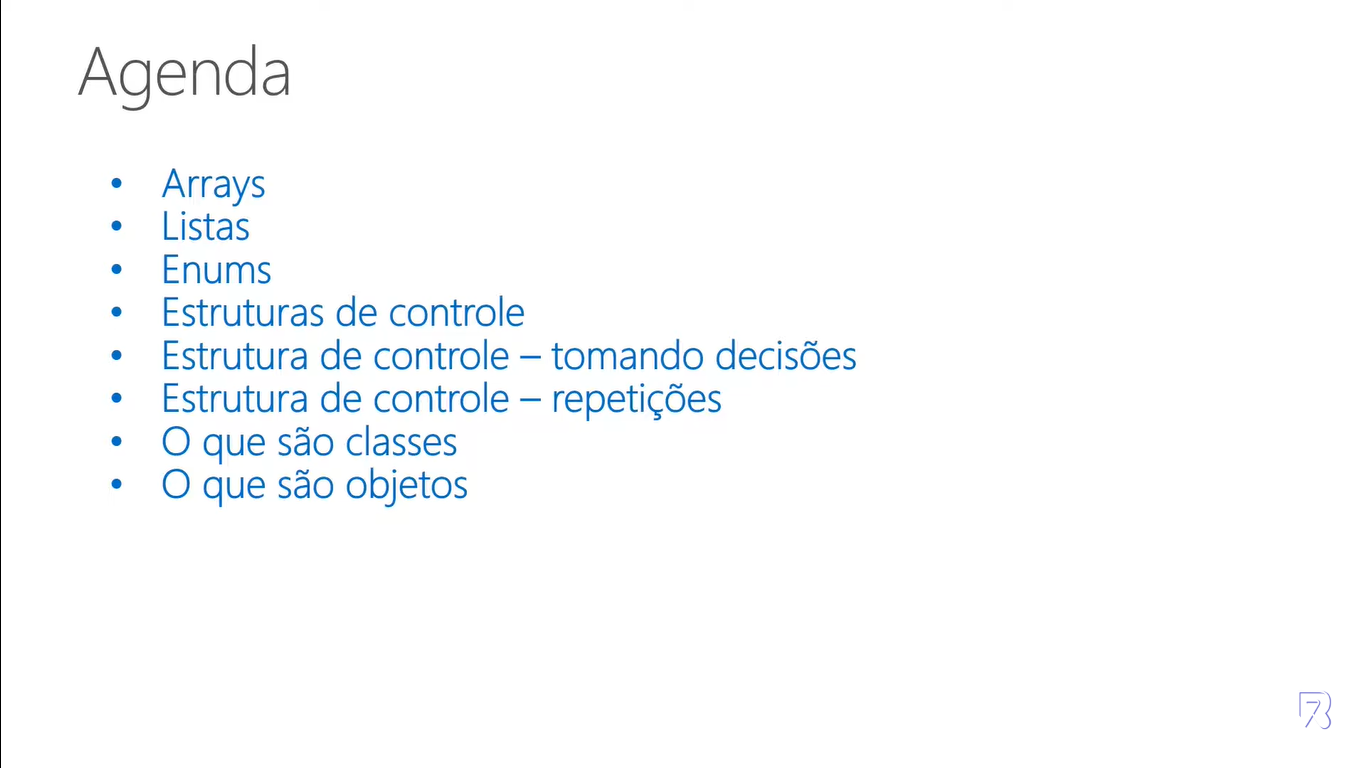 Agenda
• Arrays
• Listas
• Enums
• Estruturas de controle
• Estrutura de controle – tomando decisões
• Estrutura de controle – repetições
• O que são classes
• O que são objetos